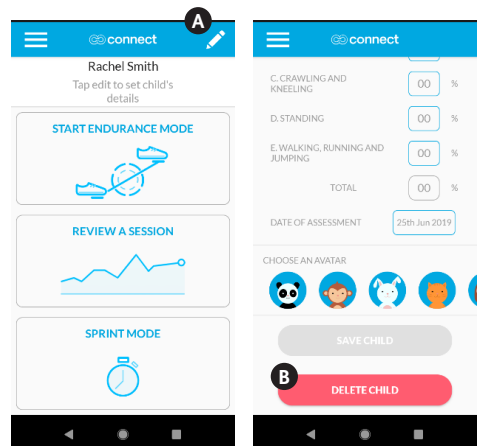 A
connect
Rachel Smith
Tap edit to set child's
details
START ENDURANCE MODE
REVIEW A SESSION
SPRINT MODE
connect
C. CRAWLING AND
KNEELING
00 %
D. STANDING
00 %
E. WALKING, RUNNING AND
JUMPING
00 %
TOTAL
00 %
DATE OF ASSESSMENT
25th Jun 2019
CHOOSE AN AVATAR
SAVE CHILD
B
DELETE CHILD